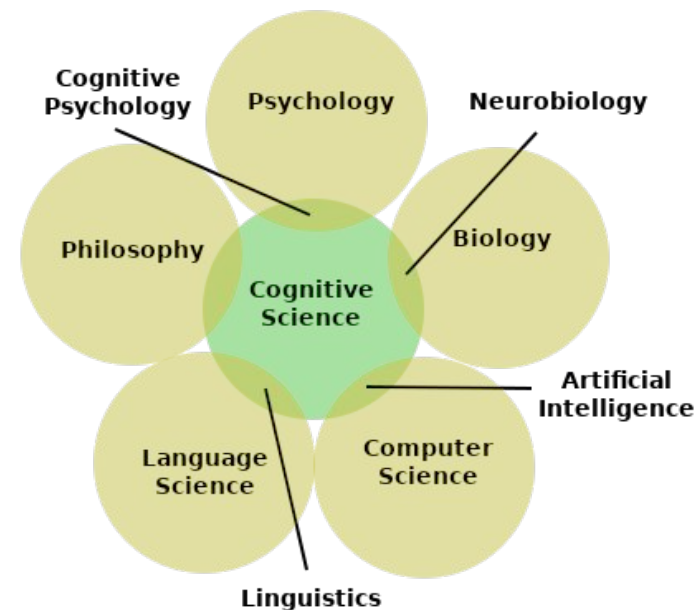 Cognitive
Psychology
Psychology
Neurobiology
Philosophy
Biology
Cognitive
Science
Artificial
Intelligence
Language
Science
Computer
Science
Linguistics